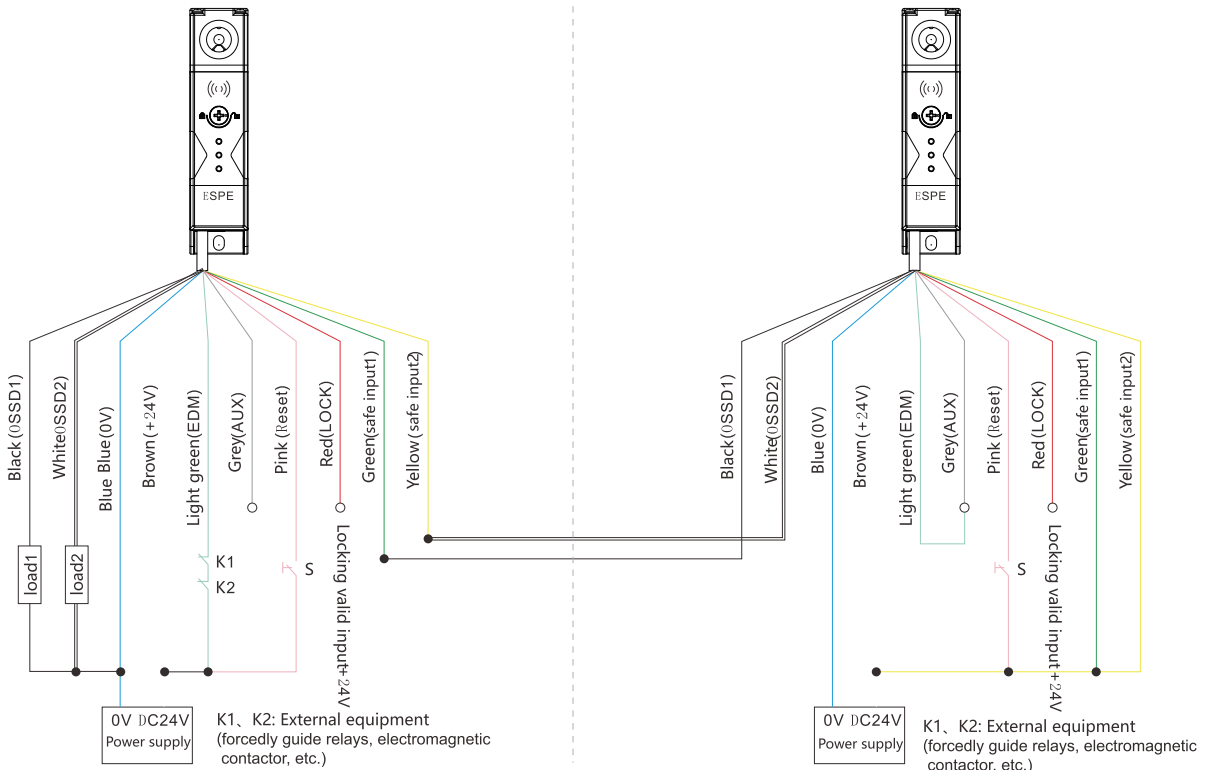 ESPE
Black(OSSD1)
White(OSSD2)
Blue Blue(0V)
Brown(+24V)
Light green(EDM)
Grey(AUX)
Pink (Reset)
Red(LOCK)
Green(safe input1)
Yellow(safe input2)
load1
load2
K1
K2
S
Locking valid input+24V
0V DC24V
Power supply
K1、K2: External equipment
(forcedly guide relays, electromagnetic
contactor, etc.)
ESPE
Black(OSSD1)
White(OSSD2)
Blue(0V)
Brown(+24V)
Light green(EDM)
Grey(AUX)
Pink (Reset)
Red(LOCK)
Green(safe input1)
Yellow(safe input2)
S
Locking valid input+24V
0V DC24V
Power supply
K1、K2: External equipment
(forcedly guide relays, electromagnetic
contactor, etc.)